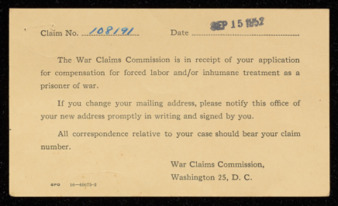 Claim No. 108191 Date SEP 15 1952
The War Claims Commission is in receipt of your application
for compensation for forced labor and/or inhumane treatment as a
prisoner of war.
If you change your mailing address, please notify this office of
your new address promptly in writing and signed by you.
All correspondence relative to your case should bear your claim
number.
War Claims Commission,
Washington 25, D. C.
GPO